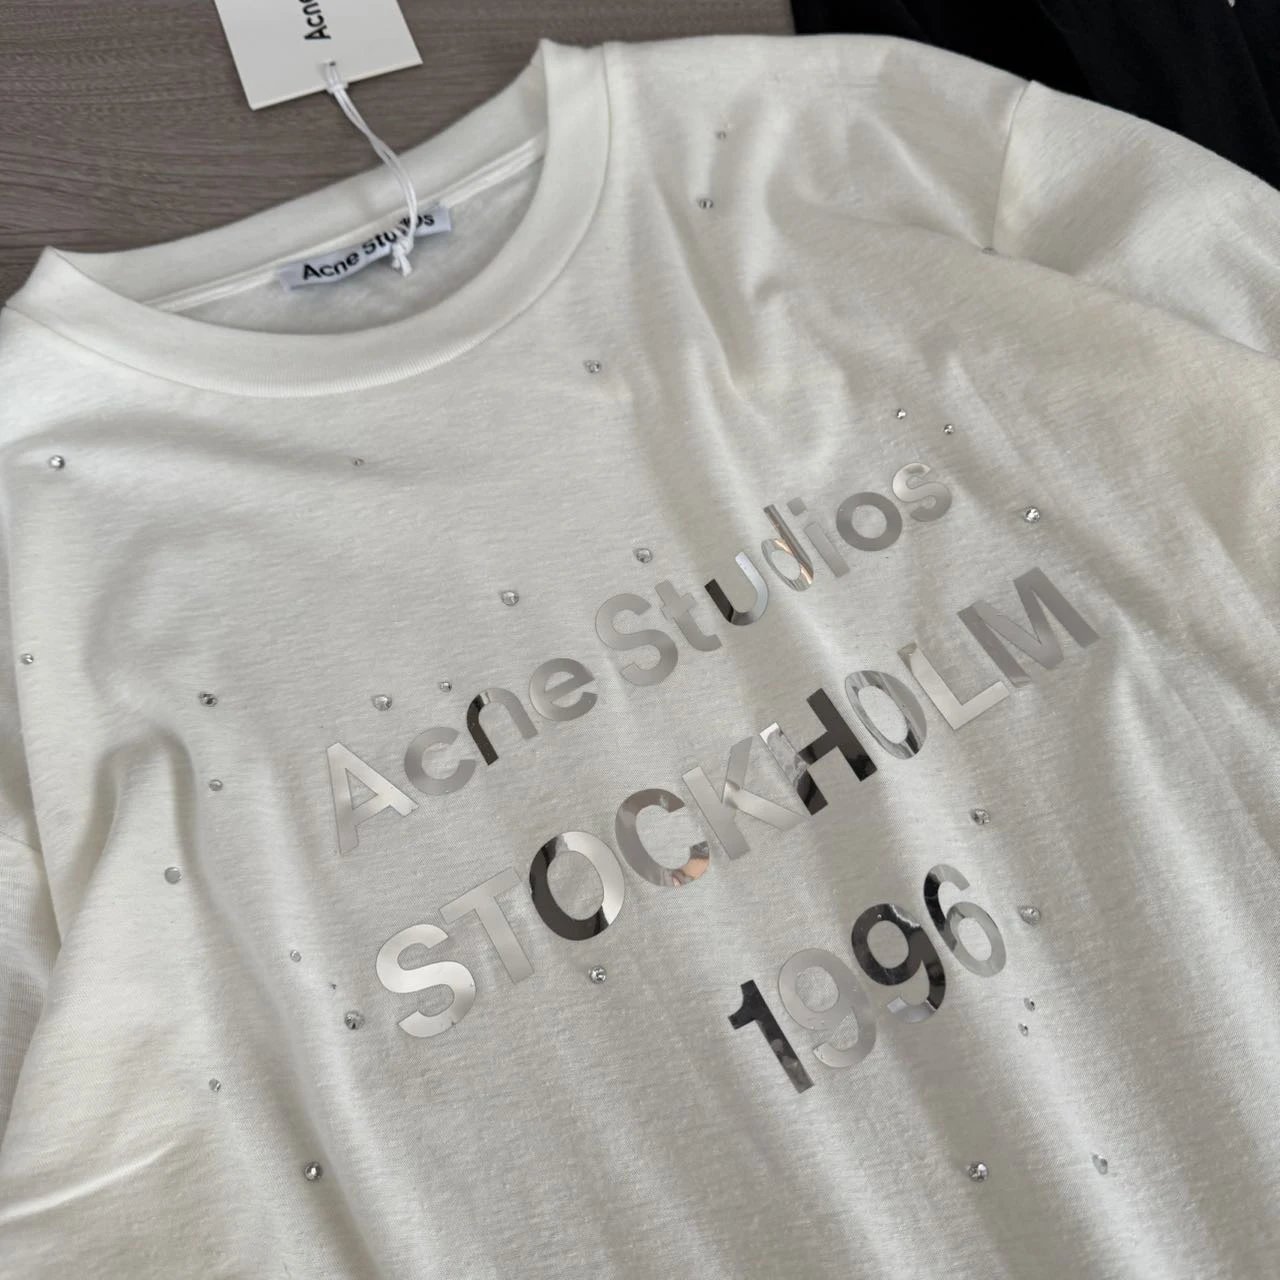 Acne
Acne Studios
Acne Studios
STOCKHOLM
1996